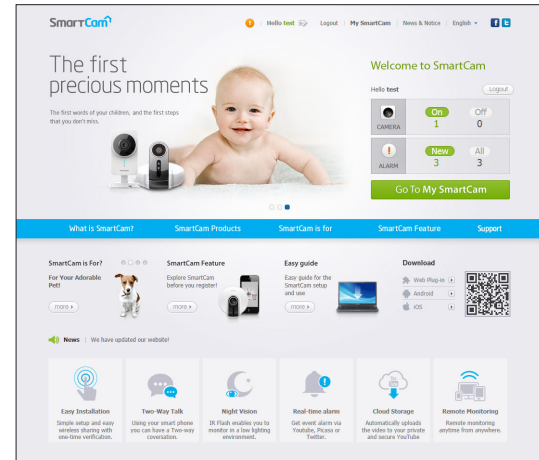 SmartCam
Hello test Logout My SmartCam News & Notice English
The first
precious moments
The first words of your children, and the first steps
that you don't miss.
Welcome to SmartCam
Hello test Logout
CAMERA On 1 Off 0
ALARM New 3 All 3
Go To My SmartCam
What is SmartCam? SmartCam Products SmartCam is for SmartCam Feature Support
SmartCam is For?
For Your Adorable
Pet!
more
SmartCam Feature
Explore SmartCam
before you register!
more
Easy guide
Easy guide for the
SmartCam setup
and use
more
Download
Web Plug-in
Android
iOS
News We have updated our website!
Easy Installation
Simple setup and easy
wireless sharing with
one-time verification.
Two-Way Talk
Using your smart phone
you can have a Two-way
coversation.
Night Vision
IR Flash enables you to
monitor in a low lighting
environment.
Real-time alarm
Get event alarm via
Youtube, Picasa or
Twitter.
Cloud Storage
Automatically uploads
the video to your private
and secure YouTube
Remote Monitoring
Remote monitoring
anytime from anywhere.